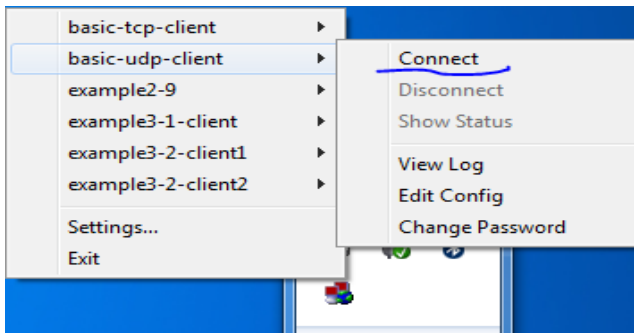 basic-tcp-client
basic-udp-client
example2-9
example3-1-client
example3-2-client1
example3-2-client2
Settings...
Exit
Connect
Disconnect
Show Status
View Log
Edit Config
Change Password